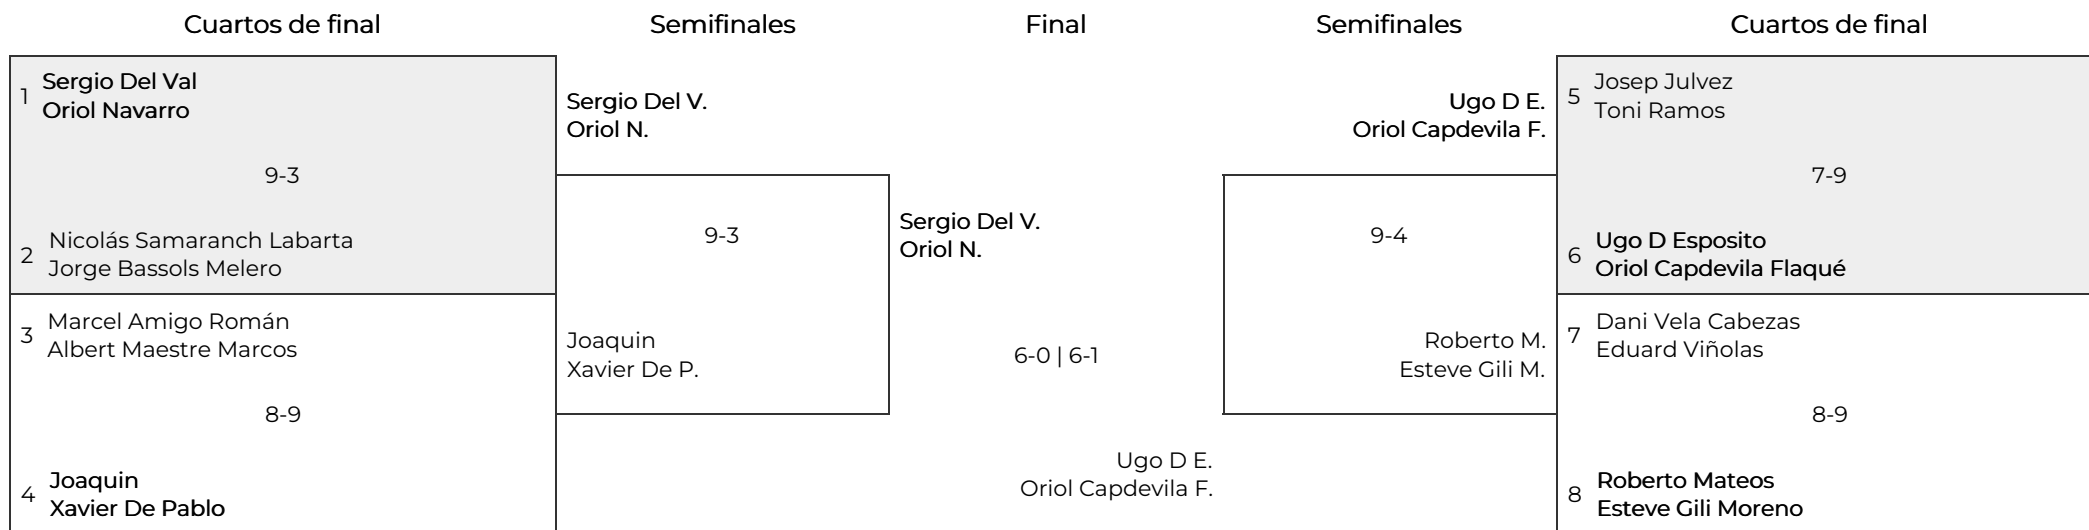 Cuartos de final
Semifinales
Final
Semifinales
Cuartos de final
1
Sergio Del Val
Oriol Navarro
9-3
2
Nicolás Samaranch Labarta
Jorge Bassols Melero
3
Marcel Amigo Román
Albert Maestre Marcos
8-9
4
Joaquin
Xavier De Pablo
Sergio Del V.
Oriol N.
9-3
Joaquin
Xavier De P.
Sergio Del V.
Oriol N.
6-0 | 6-1
Ugo D E.
Oriol Capdevila F.
Ugo D E.
Oriol Capdevila F.
9-4
Roberto M.
Esteve Gili M.
5
Josep Julvez
Toni Ramos
7-9
6
Ugo D Esposito
Oriol Capdevila Flaqué
7
Dani Vela Cabezas
Eduard Viñolas
8-9
8
Roberto Mateos
Esteve Gili Moreno